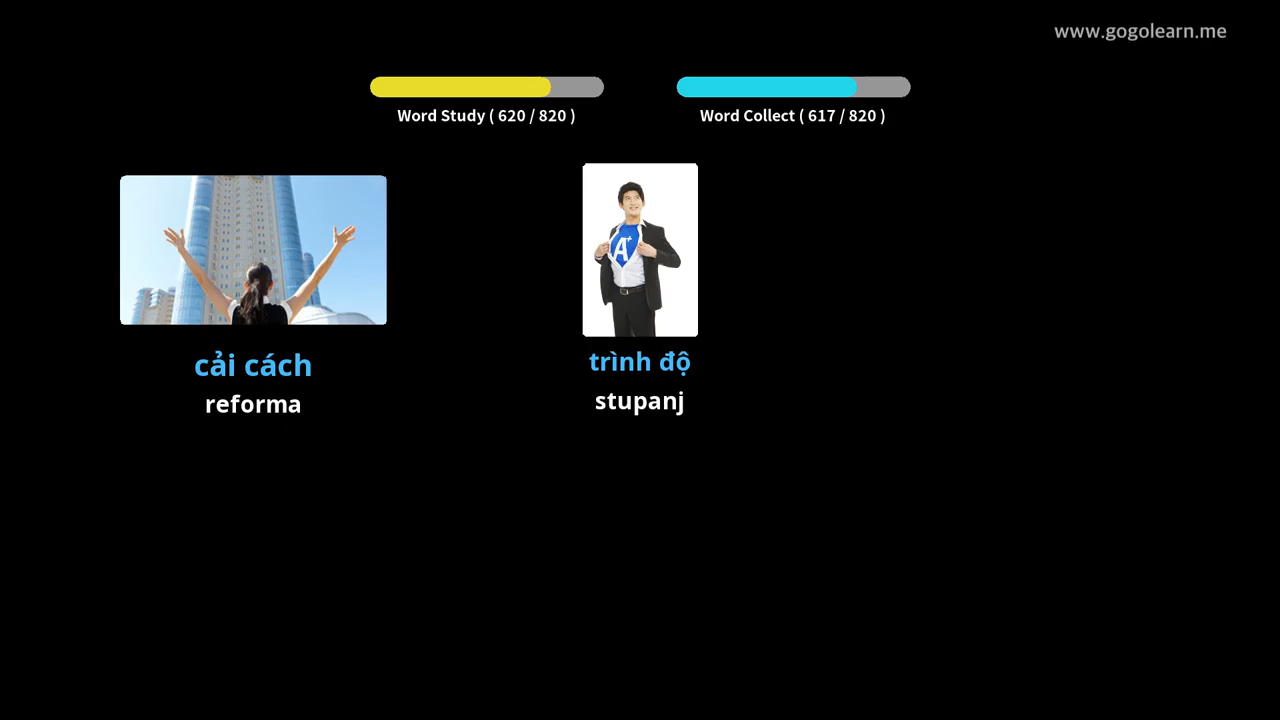 www.gogolearn.me
Word Study ( 620 / 820 )
Word Collect ( 617 / 820 )
A+
cải cách
reforma
trình độ
stupanj